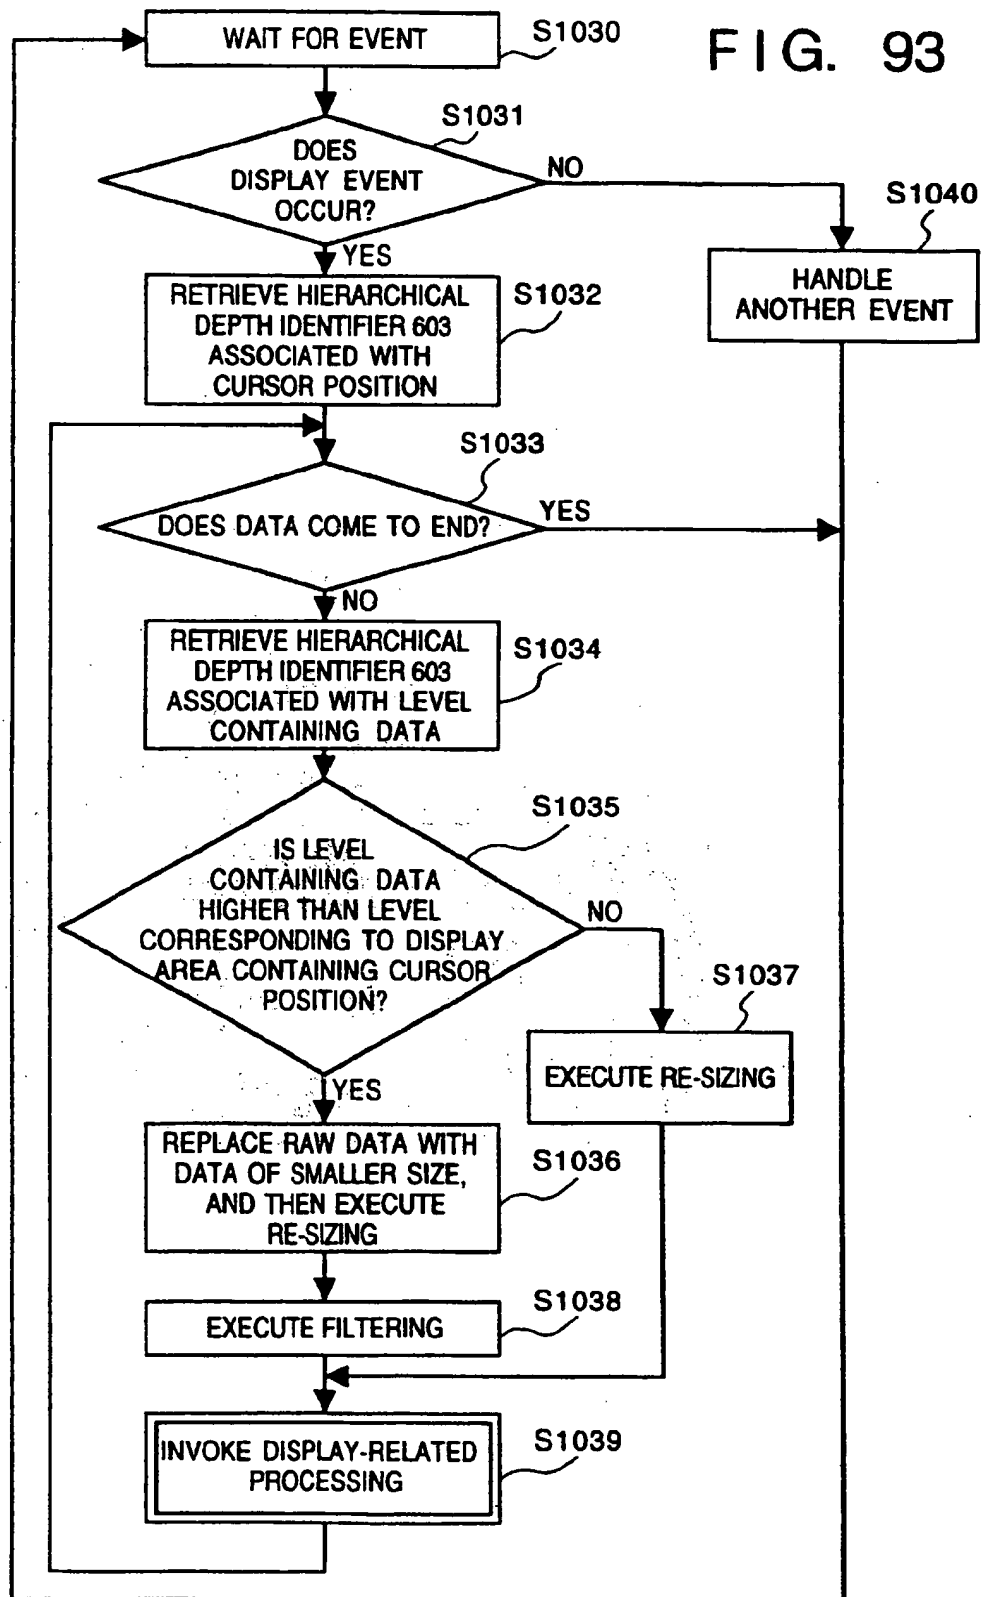 FIG. 93
WAIT FOR EVENT
S1030
S1031
DOES
DISPLAY EVENT
OCCUR?
NO
YES
S1040
HANDLE
ANOTHER EVENT
RETRIEVE HIERARCHICAL
DEPTH IDENTIFIER 603
ASSOCIATED WITH
CURSOR POSITION
S1032
S1033
DOES DATA COME TO END?
YES
NO
RETRIEVE HIERARCHICAL
DEPTH IDENTIFIER 603
ASSOCIATED WITH LEVEL
CONTAINING DATA
S1034
S1035
IS LEVEL
CONTAINING DATA
HIGHER THAN LEVEL
CORRESPONDING TO DISPLAY
AREA CONTAINING CURSOR
POSITION?
NO
YES
S1037
EXECUTE RE-SIZING
REPLACE RAW DATA WITH
DATA OF SMALLER SIZE,
AND THEN EXECUTE
RE-SIZING
S1036
EXECUTE FILTERING
S1038
INVOKE DISPLAY-RELATED
PROCESSING
S1039